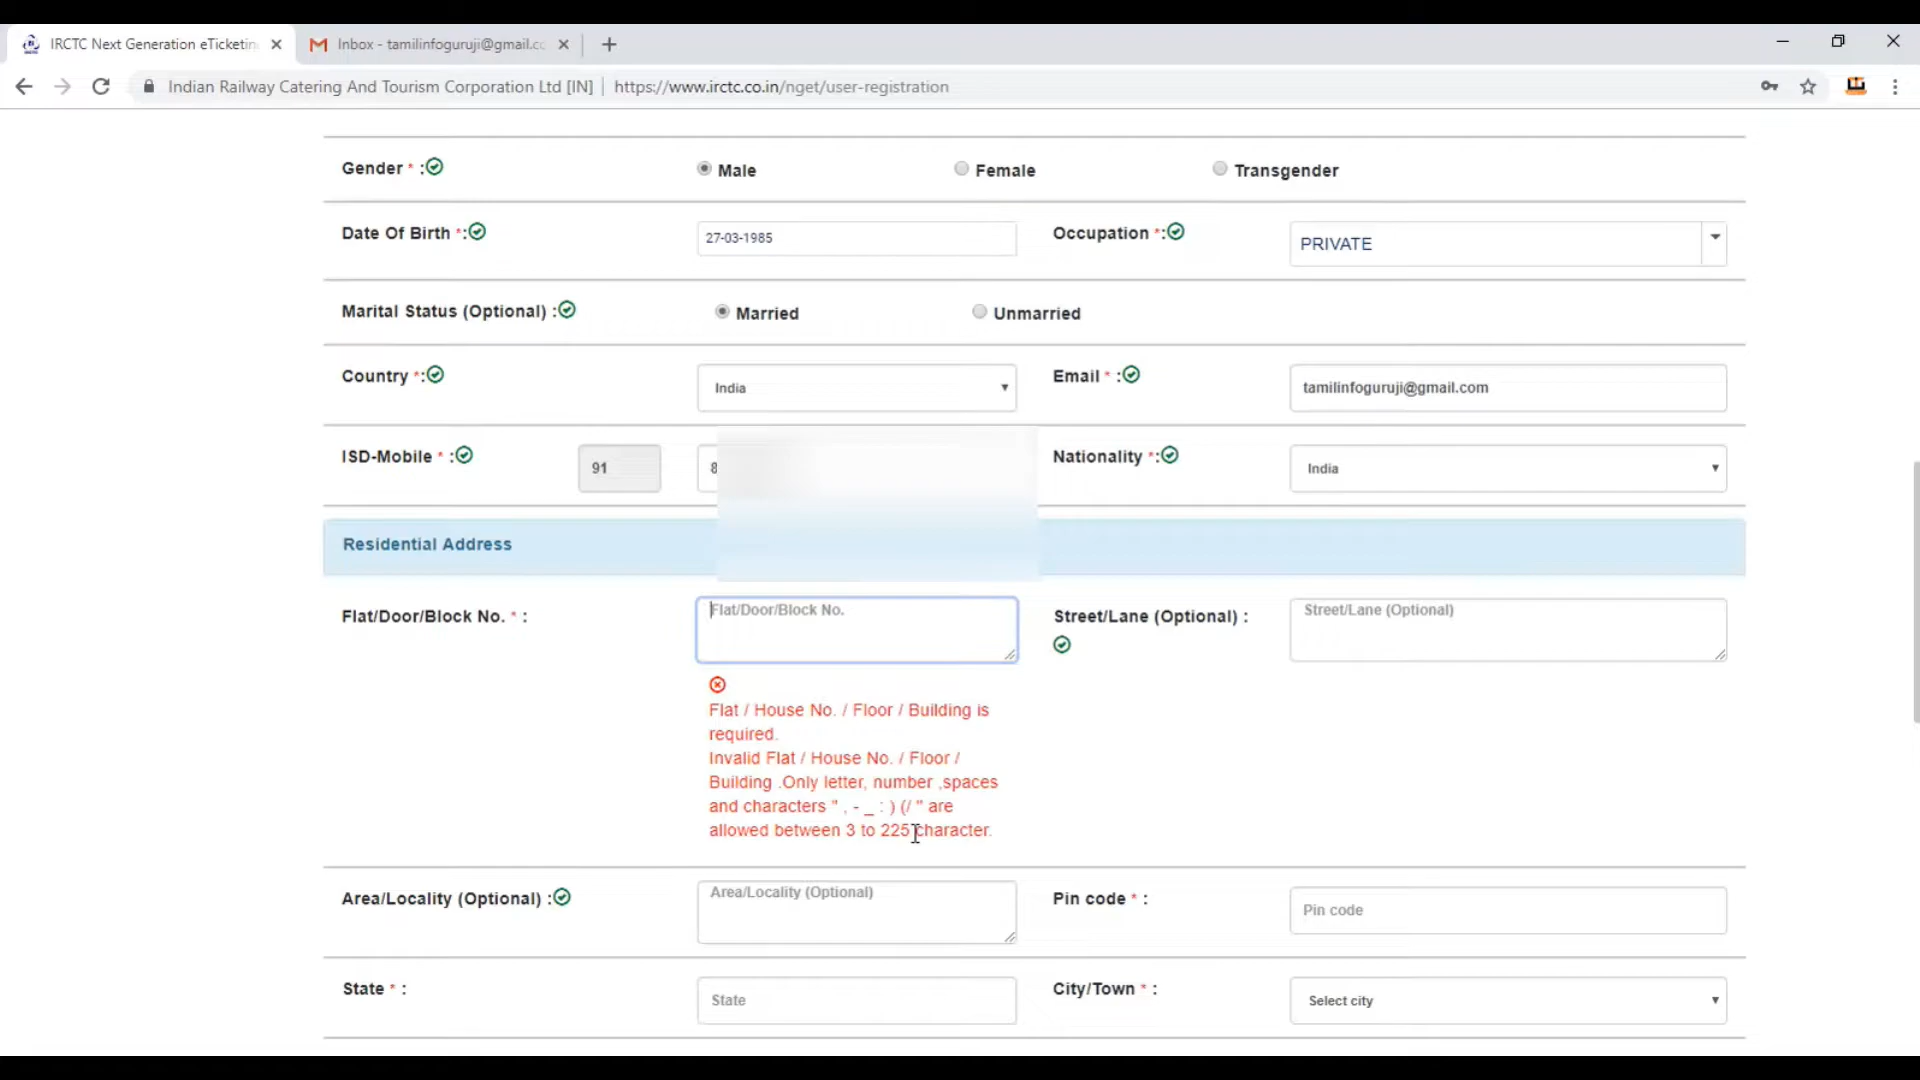 IRCTC Next Generation eTicketin
Inbox - tamilinfoguruji@gmail.co
Indian Railway Catering And Tourism Corporation Ltd [IN] | https://www.irctc.co.in/nget/user-registration
Gender * : Male Female Transgender
Date Of Birth *: 27-03-1985 Occupation *: PRIVATE
Marital Status (Optional) : Married Unmarried
Country *: India Email * : tamilinfoguruji@gmail.com
ISD-Mobile * : 91 8 Nationality *: India
Residential Address
Flat/Door/Block No. * : Flat/Door/Block No. Street/Lane (Optional) : Street/Lane (Optional)
Flat / House No. / Floor / Building is
required.
Invalid Flat / House No. / Floor /
Building .Only letter, number ,spaces
and characters " , - _ : ) (/ " are
allowed between 3 to 225 character.
Area/Locality (Optional) : Area/Locality (Optional) Pin code * : Pin code
State * : State City/Town * : Select city